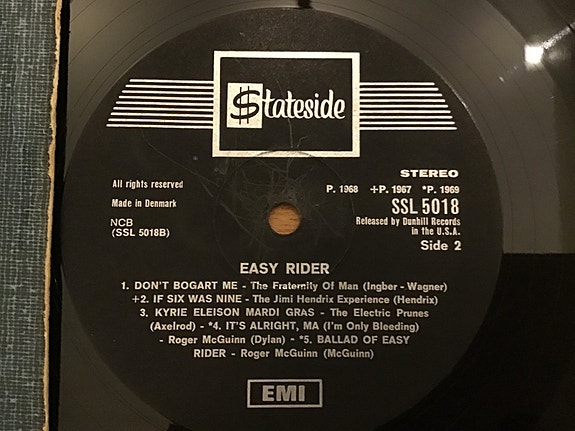 $tateside
STEREO
All rights reserved
P. 1968 +P. 1967 *P. 1969
Made in Denmark
SSL 5018
NCB
Released by Dunhill Records
(SSL 5018B)
in the U.S.A.
Side 2
EASY RIDER
1. DON'T BOGART ME - The Fraternity Of Man (Ingber - Wagner)
+2. IF SIX WAS NINE - The Jimi Hendrix Experience (Hendrix)
3. KYRIE ELEISON MARDI GRAS - The Electric Prunes
(Axelrod) - *4. IT'S ALRIGHT, MA (I'm Only Bleeding)
- Roger McGuinn (Dylan) - *5. BALLAD OF EASY
RIDER - Roger McGuinn (McGuinn)
EMI